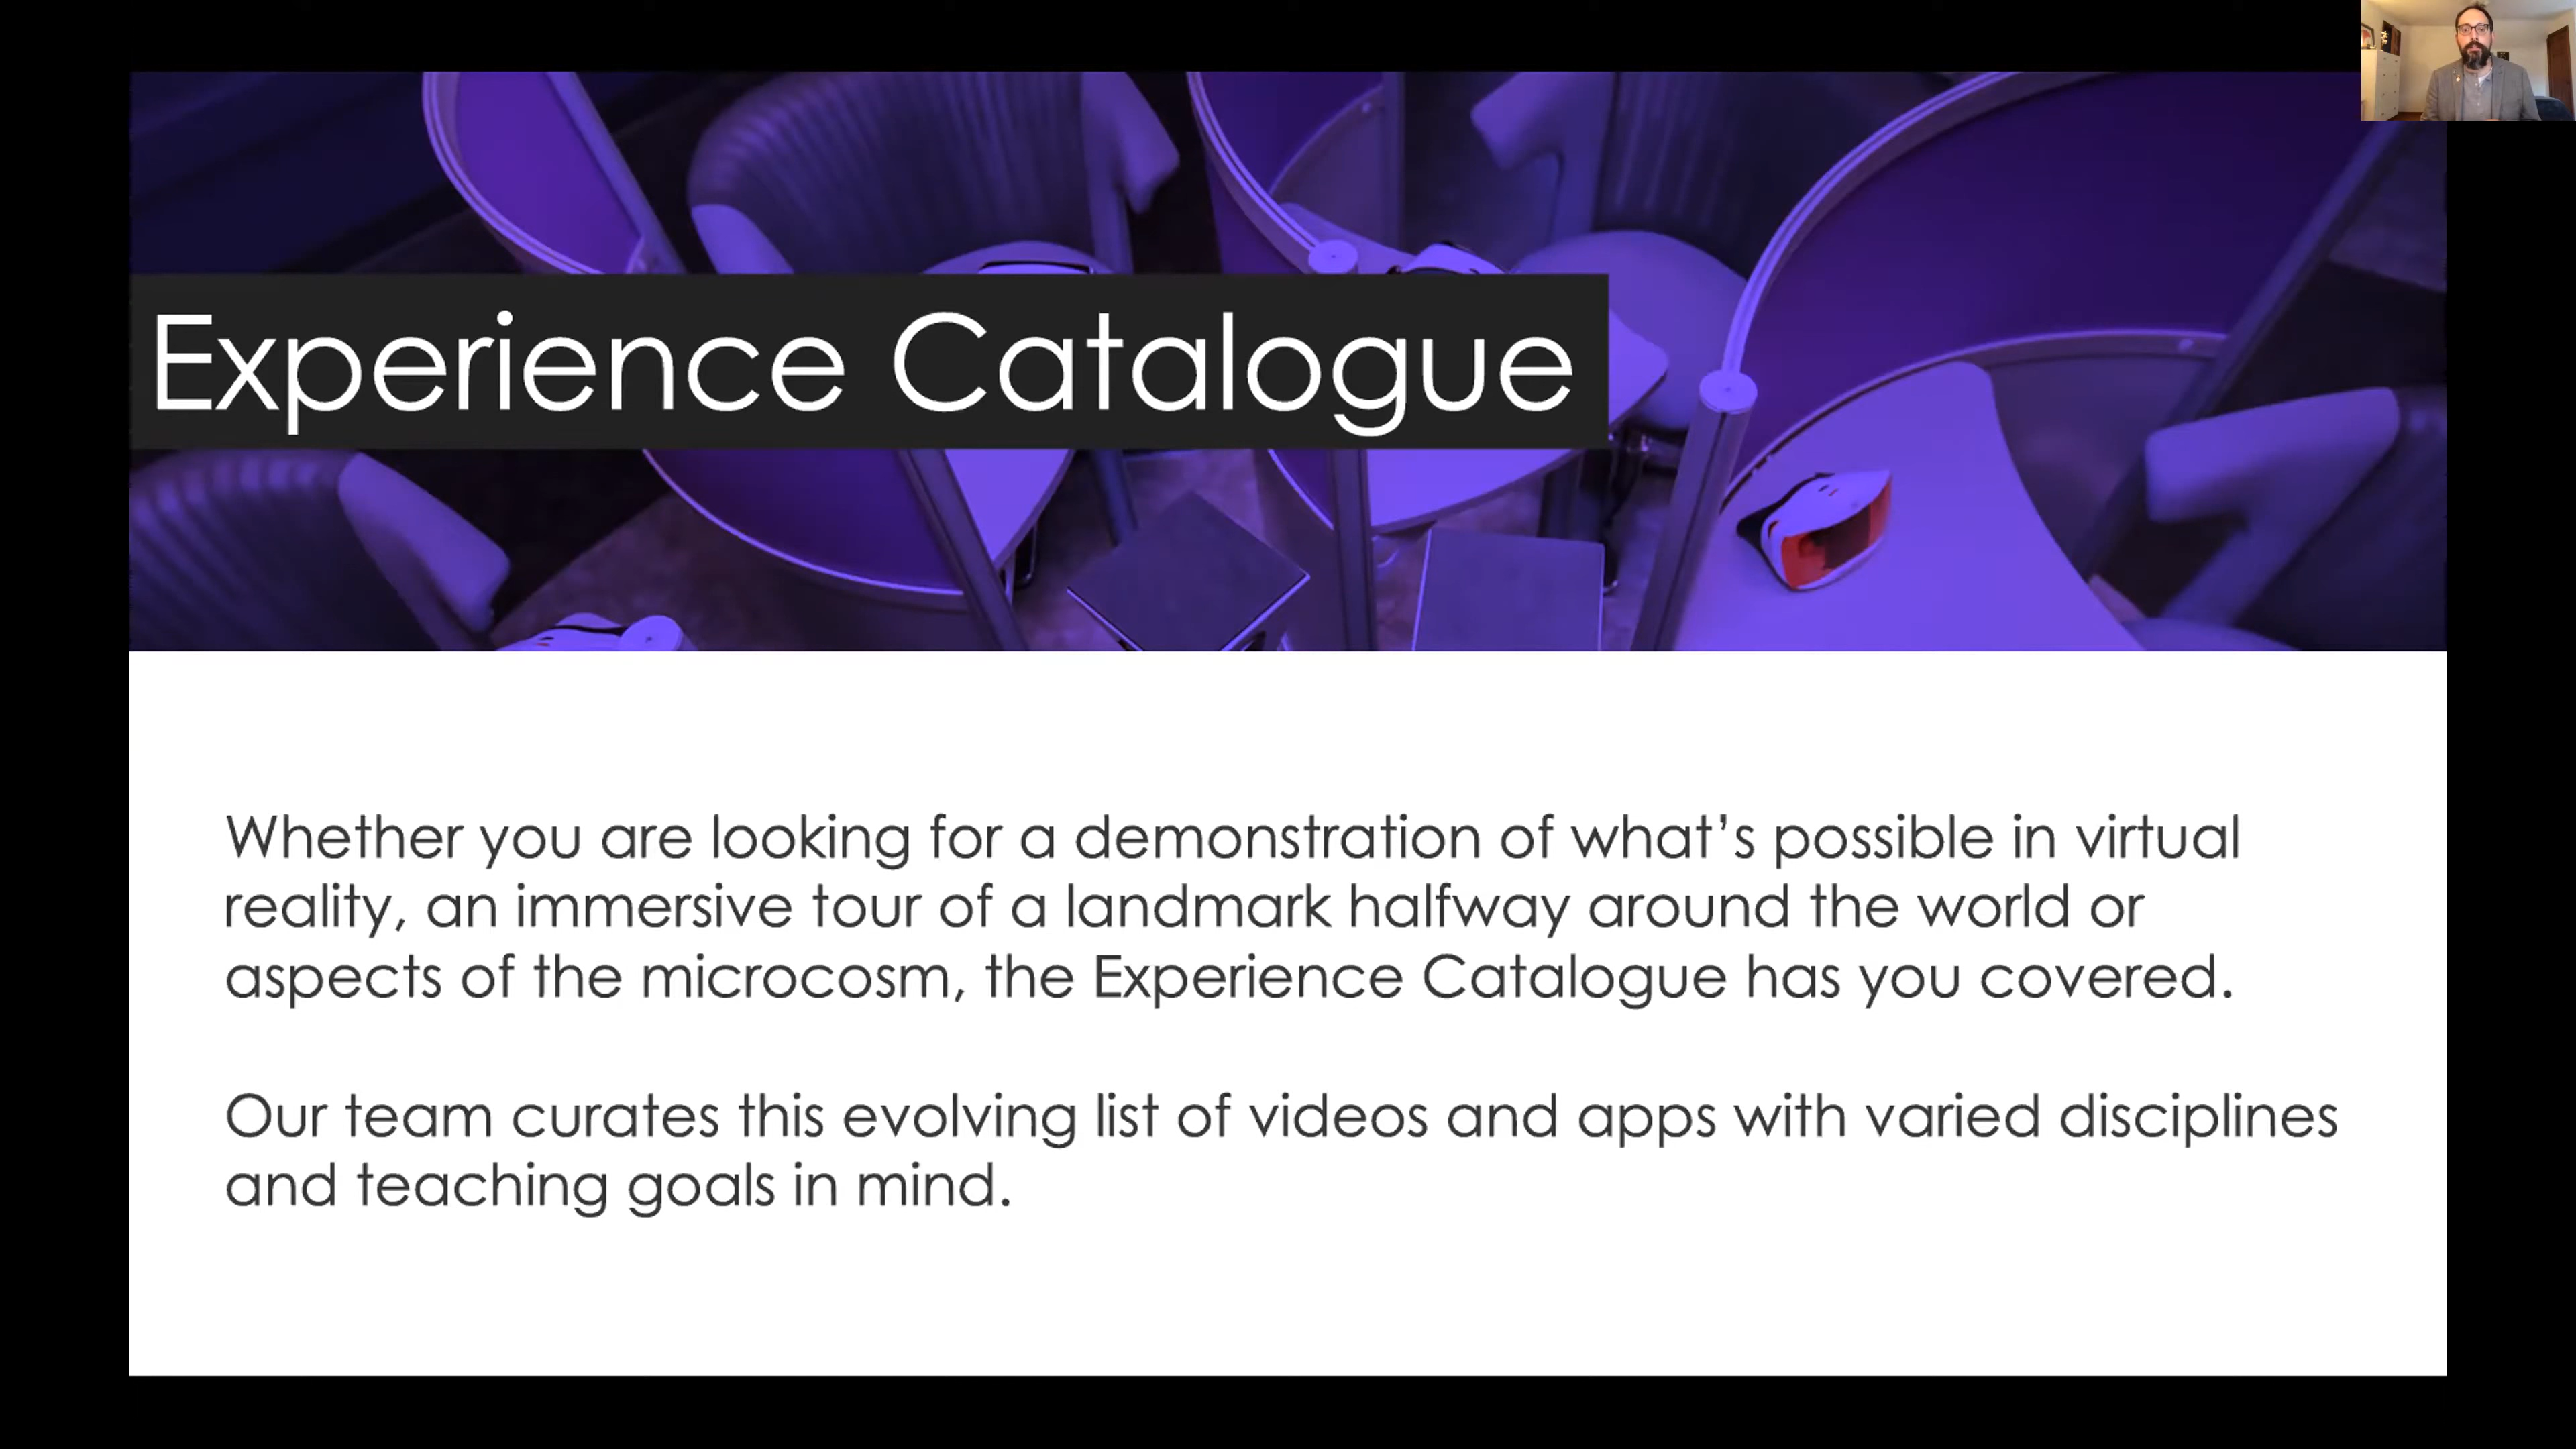 Experience Catalogue
Whether you are looking for a demonstration of what’s possible in virtual
reality, an immersive tour of a landmark halfway around the world or
aspects of the microcosm, the Experience Catalogue has you covered.
Our team curates this evolving list of videos and apps with varied disciplines
and teaching goals in mind.